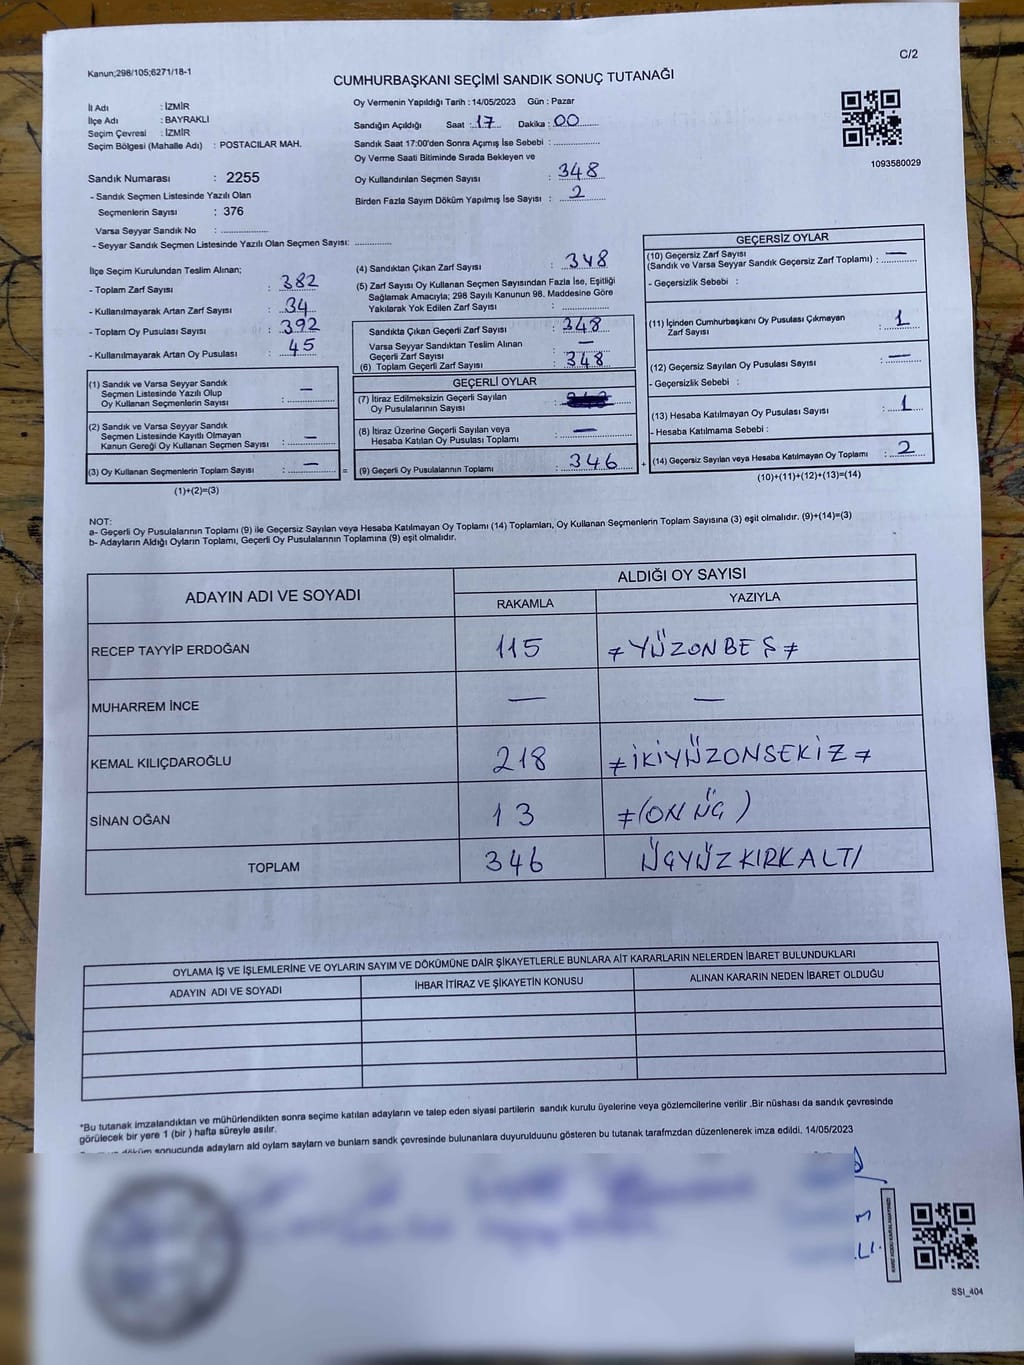 Kanun;298/105;6271/18-1
C/2
CUMHURBAŞKANI SEÇİMİ SANDIK SONUÇ TUTANAĞI
İl Adı : İZMİR
İlçe Adı : BAYRAKLI
Seçim Çevresi : İZMİR
Seçim Bölgesi (Mahalle Adı) : POSTACILAR MAH.
Sandık Numarası : 2255
- Sandık Seçmen Listesinde Yazılı Olan
Seçmenlerin Sayısı : 376
Varsa Seyyar Sandık No : ..............
- Seyyar Sandık Seçmen Listesinde Yazılı Olan Seçmen Sayısı: ............
Oy Vermenin Yapıldığı Tarih : 14/05/2023 Gün : Pazar
Sandığın Açıldığı Saat : 17 Dakika : 00
Sandık Saat 17:00'den Sonra Açımış İse Sebebi : ..............
Oy Verme Saati Bitiminde Sırada Bekleyen ve
Oy Kullandırılan Seçmen Sayısı : 348
Birden Fazla Sayım Döküm Yapılmış İse Sayısı : 2
1093580029
İlçe Seçim Kurulundan Teslim Alınan;
- Toplam Zarf Sayısı : 382
- Kullanılmayarak Artan Zarf Sayısı : 34
- Toplam Oy Pusulası Sayısı : 392
- Kullanılmayarak Artan Oy Pusulası : 45
(1) Sandık ve Varsa Seyyar Sandık
Seçmen Listesinde Yazılı Olup
Oy Kullanan Seçmenlerin Sayısı : —
(2) Sandık ve Varsa Seyyar Sandık
Seçmen Listesinde Kayıtlı Olmayan
Kanun Gereği Oy Kullanan Seçmen Sayısı : —
(3) Oy Kullanan Seçmenlerin Toplam Sayısı : — =
(1)+(2)=(3)
(4) Sandıktan Çıkan Zarf Sayısı : 348
(5) Zarf Sayısı Oy Kullanan Seçmen Sayısından Fazla İse, Eşitliği
Sağlamak Amacıyla; 298 Sayılı Kanunun 98. Maddesine Göre
Yakılarak Yok Edilen Zarf Sayısı : ..............
Sandıkta Çıkan Geçerli Zarf Sayısı : 348
Varsa Seyyar Sandıktan Teslim Alınan
Geçerli Zarf Sayısı : —
(6) Toplam Geçerli Zarf Sayısı : 348
GEÇERLİ OYLAR
(7) İtiraz Edilmeksizin Geçerli Sayılan
Oy Pusulalarının Sayısı :
(8) İtiraz Üzerine Geçerli Sayılan veya
Hesaba Katılan Oy Pusulası Toplamı : —
(9) Geçerli Oy Pusulalarının Toplamı : 346 +
GEÇERSİZ OYLAR
(10) Geçersiz Zarf Sayısı
(Sandık ve Varsa Seyyar Sandık Geçersiz Zarf Toplamı) : —
- Geçersizlik Sebebi :
(11) İçinden Cumhurbaşkanı Oy Pusulası Çıkmayan
Zarf Sayısı : 1
(12) Geçersiz Sayılan Oy Pusulası Sayısı : —
- Geçersizlik Sebebi :
(13) Hesaba Katılmayan Oy Pusulası Sayısı : 1
- Hesaba Katılmama Sebebi :
(14) Geçersiz Sayılan veya Hesaba Katılmayan Oy Toplamı : 2
(10)+(11)+(12)+(13)=(14)
NOT:
a- Geçerli Oy Pusulalarının Toplamı (9) ile Geçersiz Sayılan veya Hesaba Katılmayan Oy Toplamı (14) Toplamları, Oy Kullanan Seçmenlerin Toplam Sayısına (3) eşit olmalıdır. (9)+(14)=(3)
b- Adayların Aldığı Oyların Toplamı, Geçerli Oy Pusulalarının Toplamına (9) eşit olmalıdır.
ADAYIN ADI VE SOYADI
ALDIĞI OY SAYISI
RAKAMLA YAZIYLA
RECEP TAYYİP ERDOĞAN 115 ≠YÜZONBEŞ≠
MUHARREM İNCE — —
KEMAL KILIÇDAROĞLU 218 ≠İKİYÜZONSEKİZ≠
SİNAN OĞAN 13 ≠(ON ÜÇ)
TOPLAM 346 ÜÇYÜZKIRKALTI
OYLAMA İŞ VE İŞLEMLERİNE VE OYLARIN SAYIM VE DÖKÜMÜNE DAİR ŞİKAYETLERLE BUNLARA AİT KARARLARIN NELERDEN İBARET BULUNDUKLARI
ADAYIN ADI VE SOYADI İHBAR İTİRAZ VE ŞİKAYETİN KONUSU ALINAN KARARIN NEDEN İBARET OLDUĞU
*Bu tutanak imzalandıktan ve mühürlendikten sonra seçime katılan adayların ve talep eden siyasi partilerin sandık kurulu üyelerine veya gözlemcilerine verilir .Bir nüshası da sandık çevresinde
görülecek bir yere 1 (bir ) hafta süreyle asılır.
döküm sonucunda adayların ald oyların sayların ve bunların sandık çevresinde bulunanlara duyurulduunu gösteren bu tutanak tarafmzdan düzenlenerek imza edildi. 14/05/2023
SSI_404